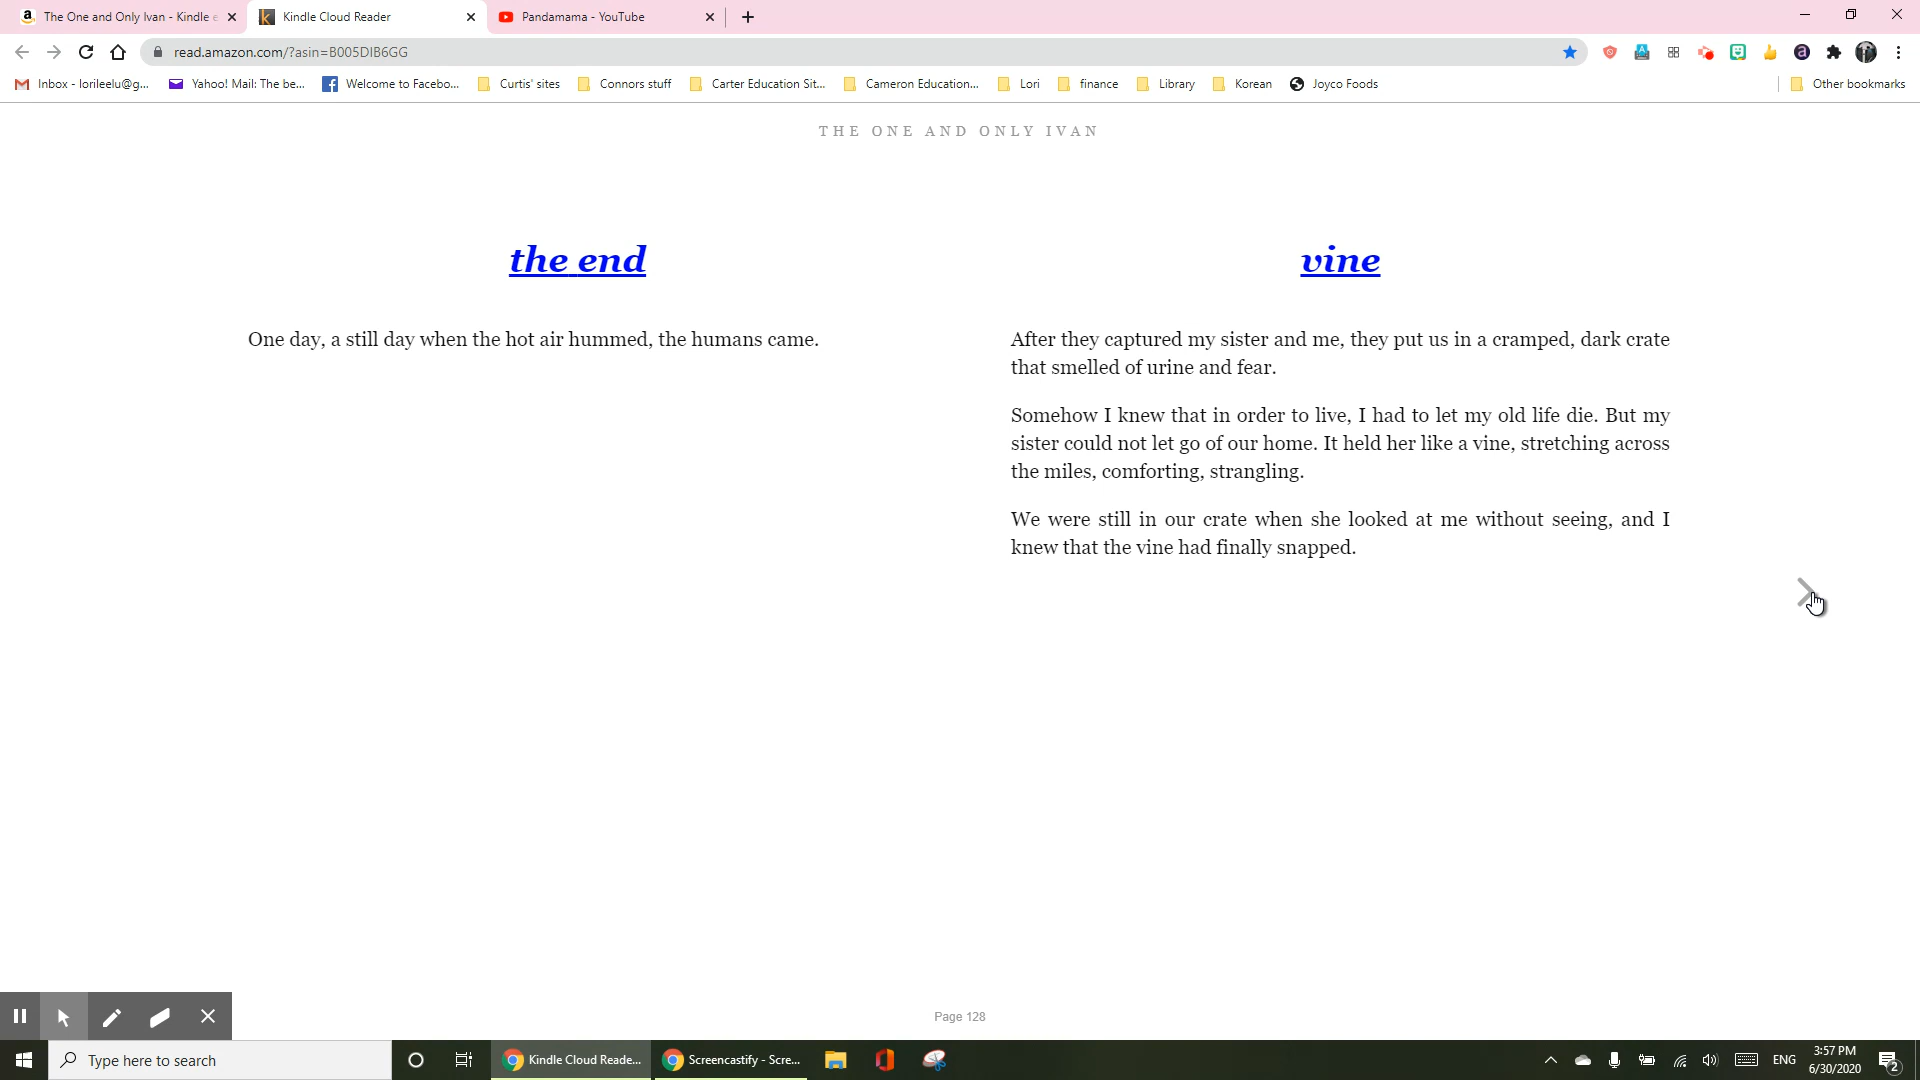 The One and Only Ivan - Kindle e
Kindle Cloud Reader
Pandamama - YouTube
read.amazon.com/?asin=B005DIB6GG
Inbox - lorileelu@g...
Yahoo! Mail: The be...
Welcome to Facebo...
Curtis' sites
Connors stuff
Carter Education Sit...
Cameron Education...
Lori
finance
Library
Korean
Joyco Foods
Other bookmarks
THE ONE AND ONLY IVAN
the end
One day, a still day when the hot air hummed, the humans came.
vine
After they captured my sister and me, they put us in a cramped, dark crate
that smelled of urine and fear.
Somehow I knew that in order to live, I had to let my old life die. But my
sister could not let go of our home. It held her like a vine, stretching across
the miles, comforting, strangling.
We were still in our crate when she looked at me without seeing, and I
knew that the vine had finally snapped.
Page 128
Type here to search
Kindle Cloud Reade...
Screencastify - Scre...
ENG
3:57 PM
6/30/2020
2